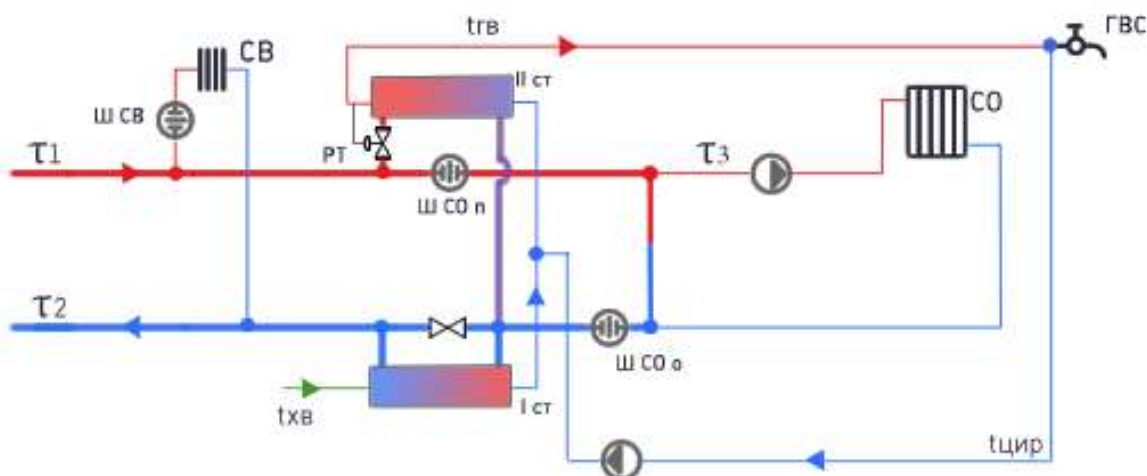 tгв
ГВС
СВ
II ст
Ш СВ
СО
τ1
РТ
τ3
Ш СО п
τ2
Ш СО о
tхв
I ст
tцир